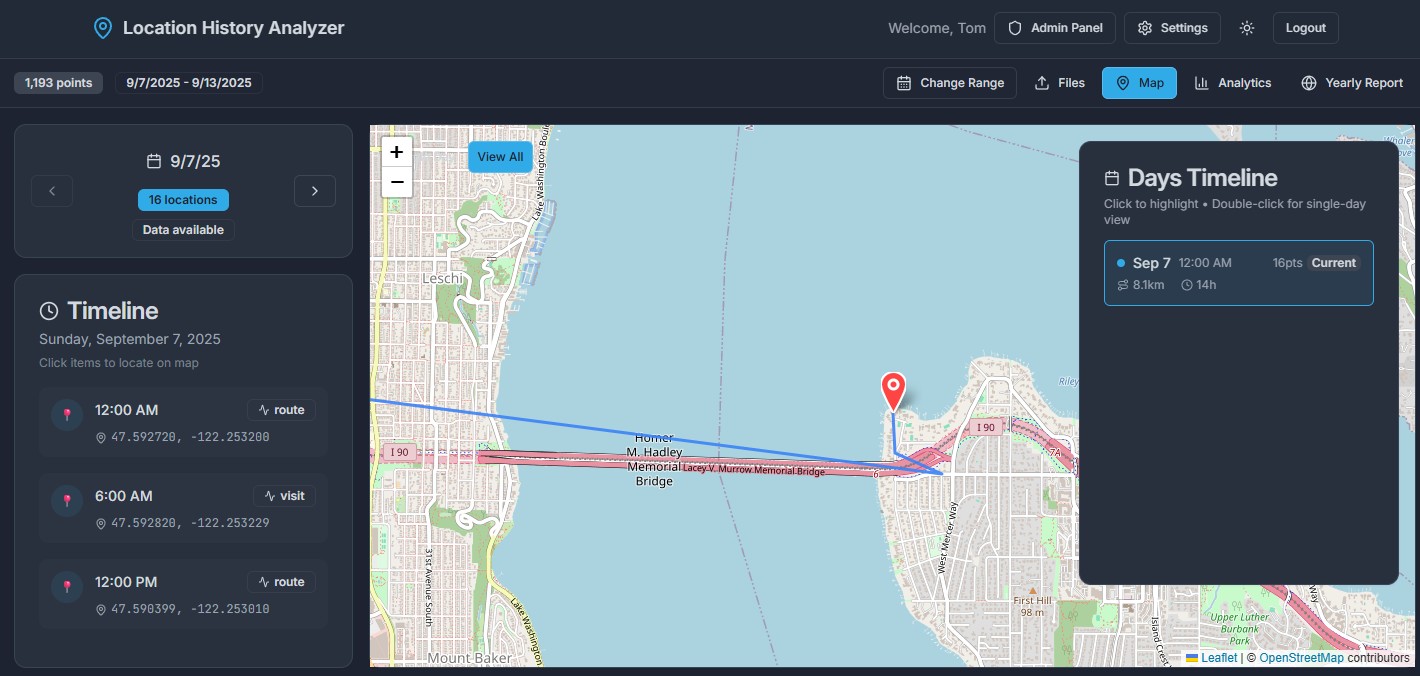 Location History Analyzer
Welcome, Tom
Admin Panel
Settings
Logout
1,193 points
9/7/2025 - 9/13/2025
Change Range
Files
Map
Analytics
Yearly Report
9/7/25
16 locations
Data available
Timeline
Sunday, September 7, 2025
Click items to locate on map
12:00 AM
route
47.592720, -122.253200
6:00 AM
visit
47.592820, -122.253229
12:00 PM
route
47.590399, -122.253010
+
−
View All
Lake Washington Boule
Leschi
I 90
Homer
M. Hadley
Memorial
Bridge
Lacey V. Murrow Memorial Bridge
6
I 90
7A
Riley
West Mercer Way
31st Avenue South
Lake Washington
Mount Baker
First Hill
98 m
Island Crest
Upper Luther
Burbank
Park
Way
Days Timeline
Click to highlight • Double-click for single-day
view
Sep 7 12:00 AM 16pts Current
8.1km 14h
Leaflet | © OpenStreetMap contributors